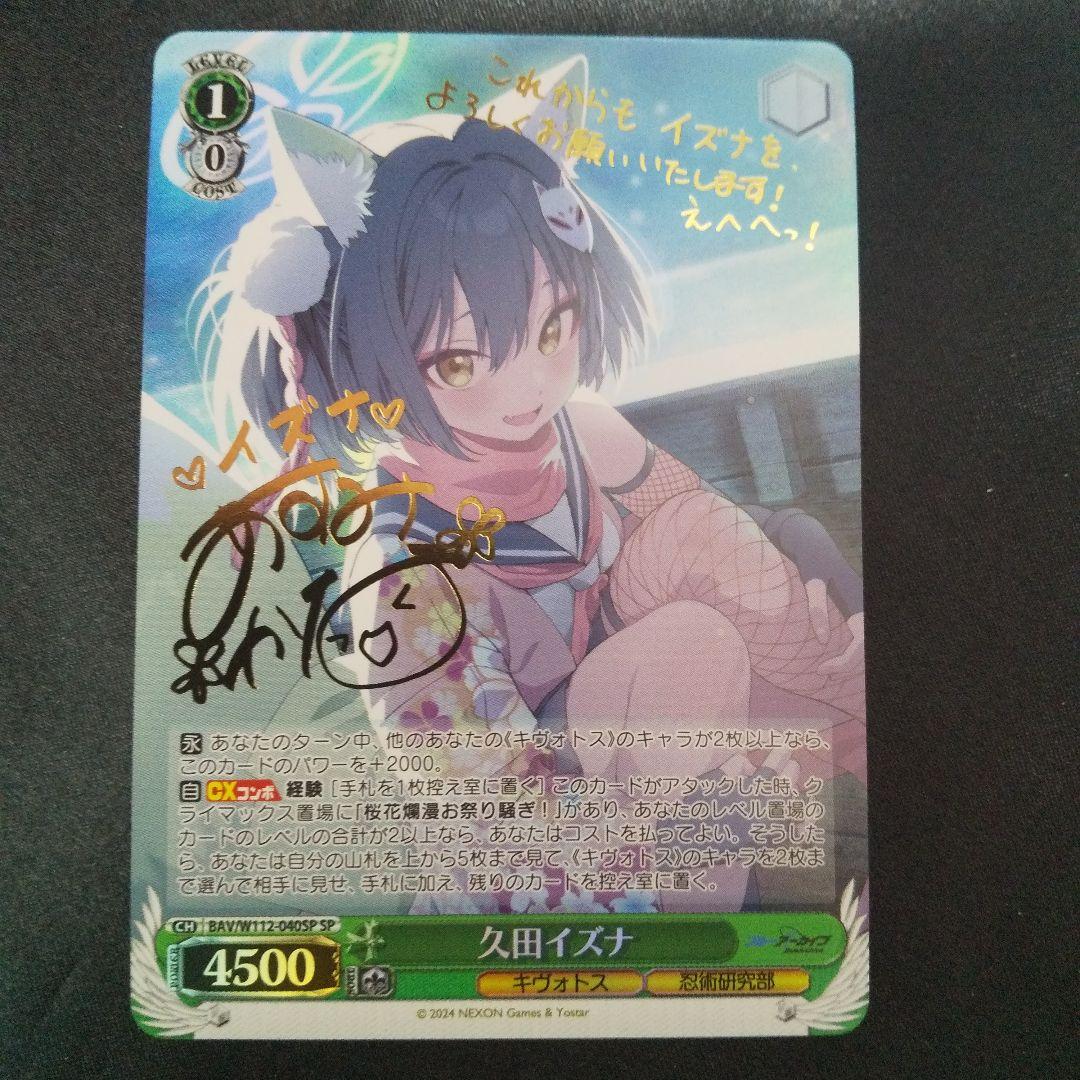 LEVEL
1
0
COST
これからも イズナを、
よろしくお願いいたします!
えへへっ!
♡イズナ♡
永 あなたのターン中、他のあなたの《キヴォトス》のキャラが2枚以上なら、
このカードのパワーを+2000。
自 CXコンボ 経験 [手札を1枚控え室に置く] このカードがアタックした時、ク
ライマックス置場に「桜花爛漫お祭り騒ぎ!」があり、あなたのレベル置場の
カードのレベルの合計が2以上なら、あなたはコストを払ってよい。そうした
ら、あなたは自分の山札を上から5枚まで見て、《キヴォトス》のキャラを2枚ま
で選んで相手に見せ、手札に加え、残りのカードを控え室に置く。
CH BAV/W112-040SP SP
POWER 4500
SOUL
久田イズナ
ブルーアーカイブ
キヴォトス 忍術研究部
© 2024 NEXON Games & Yostar